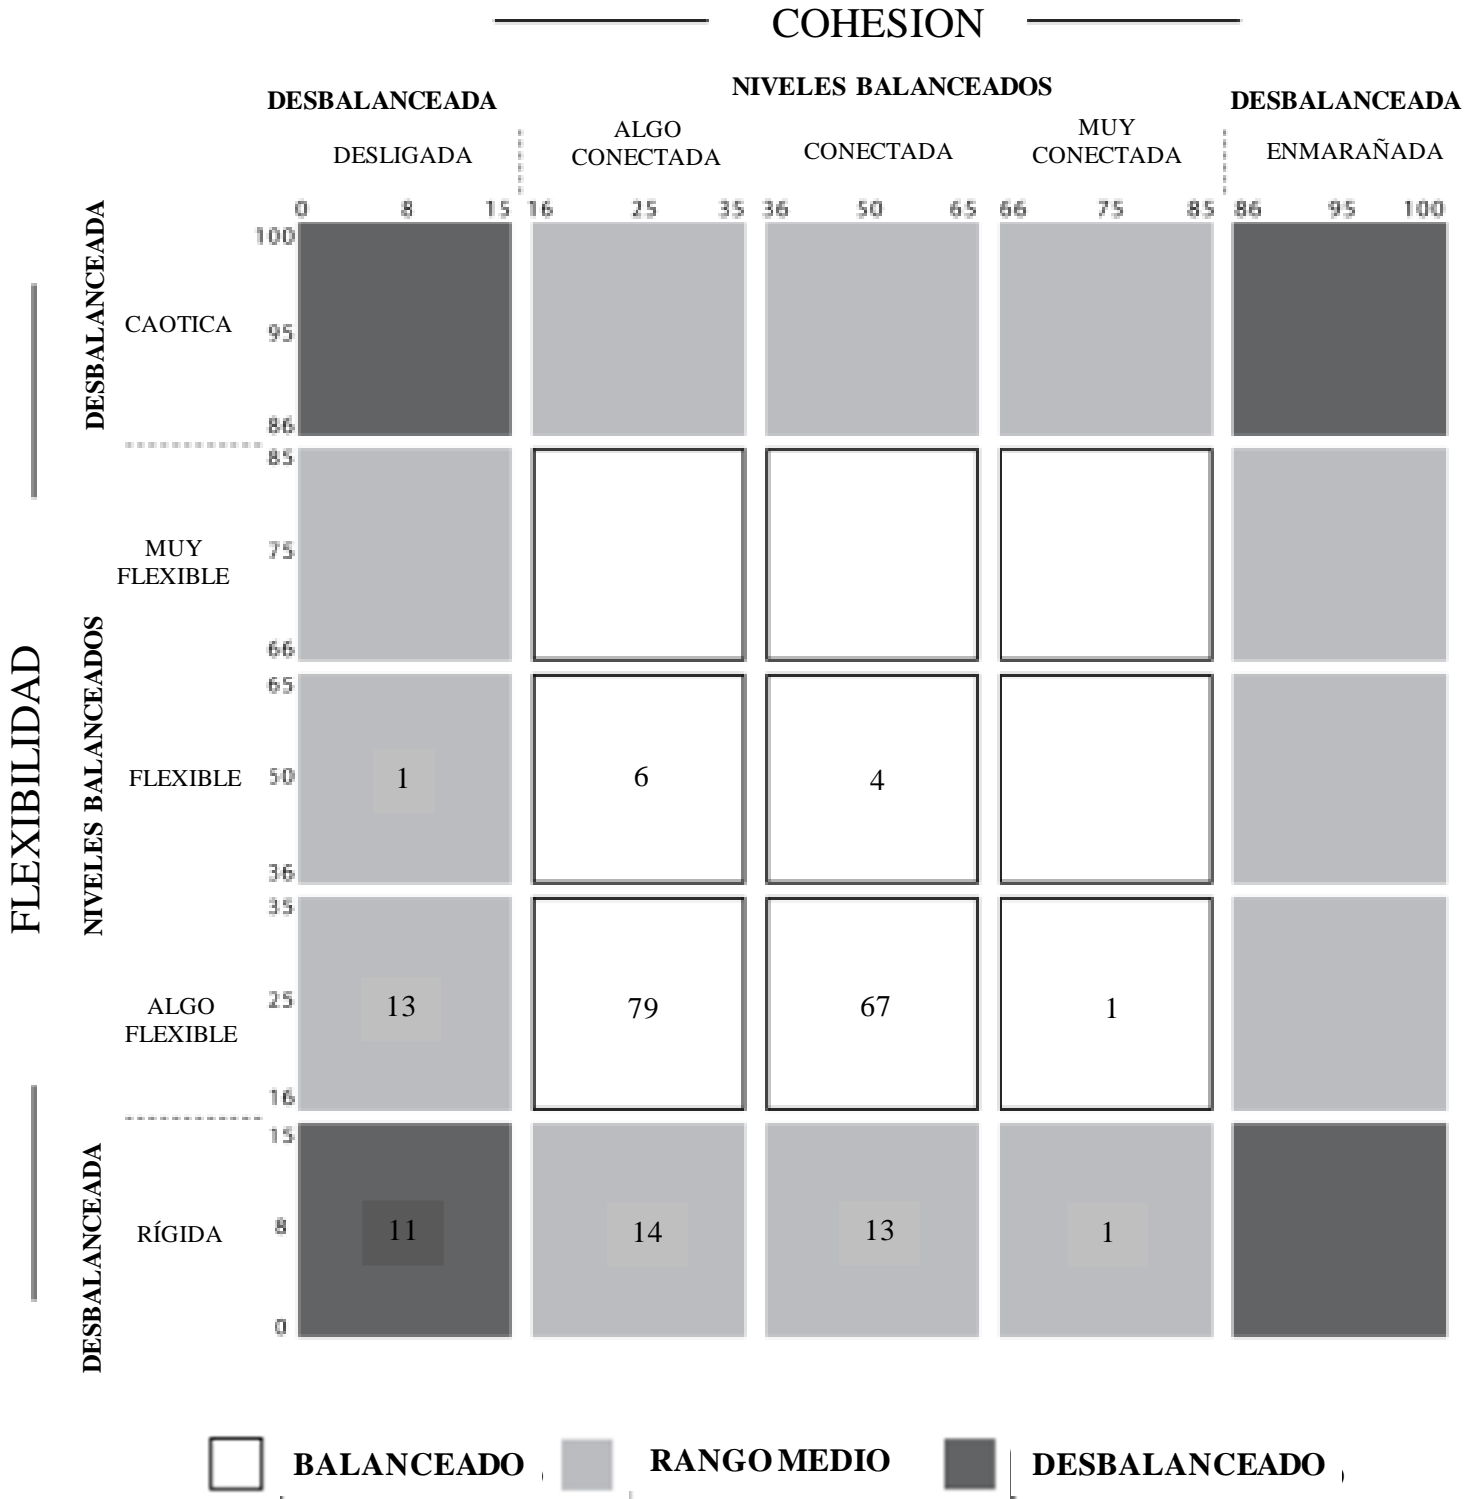 COHESION
NIVELES BALANCEADOS
DESBALANCEADA
DESBALANCEADA
ALGO
CONECTADA
MUY
CONECTADA
DESLIGADA
CONECTADA
ENMARAÑADA
0 8 15 16 25 35 36 50 65 66 75 85 86 95 100
DESBALANCEADA
CAOTICA
100
95
86
FLEXIBILIDAD
NIVELES BALANCEADOS
MUY
FLEXIBLE
85
75
66
FLEXIBLE
65
50
36
1 6 4
ALGO
FLEXIBLE
35
25
16
13 79 67 1
DESBALANCEADA
RÍGIDA
15
8
0
11 14 13 1
BALANCEADO
RANGO MEDIO
DESBALANCEADO